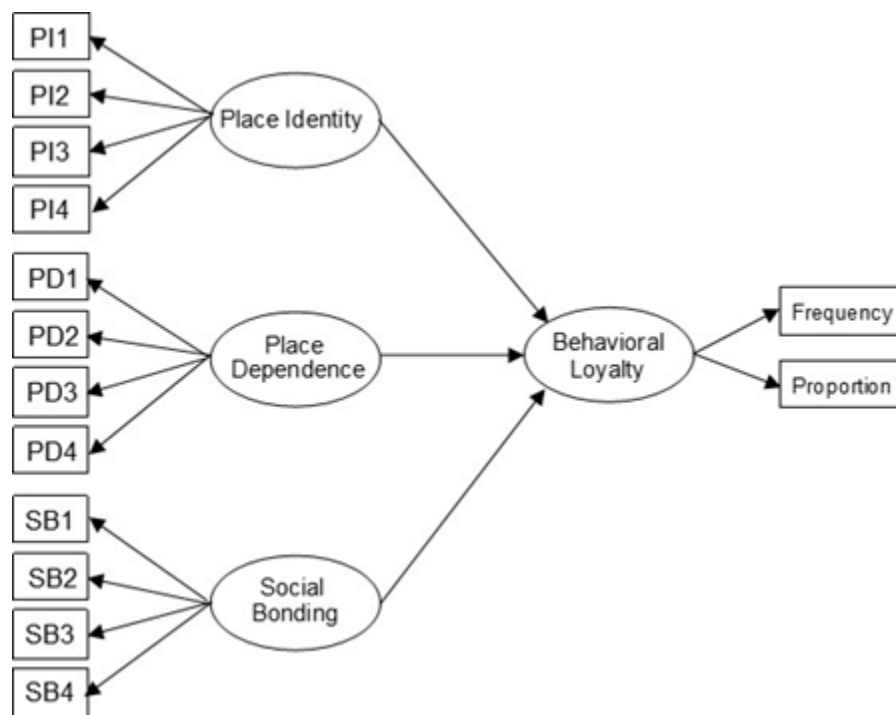 PI1
PI2
PI3
PI4
Place Identity
PD1
PD2
PD3
PD4
Place
Dependence
SB1
SB2
SB3
SB4
Social
Bonding
Behavioral
Loyalty
Frequency
Proportion